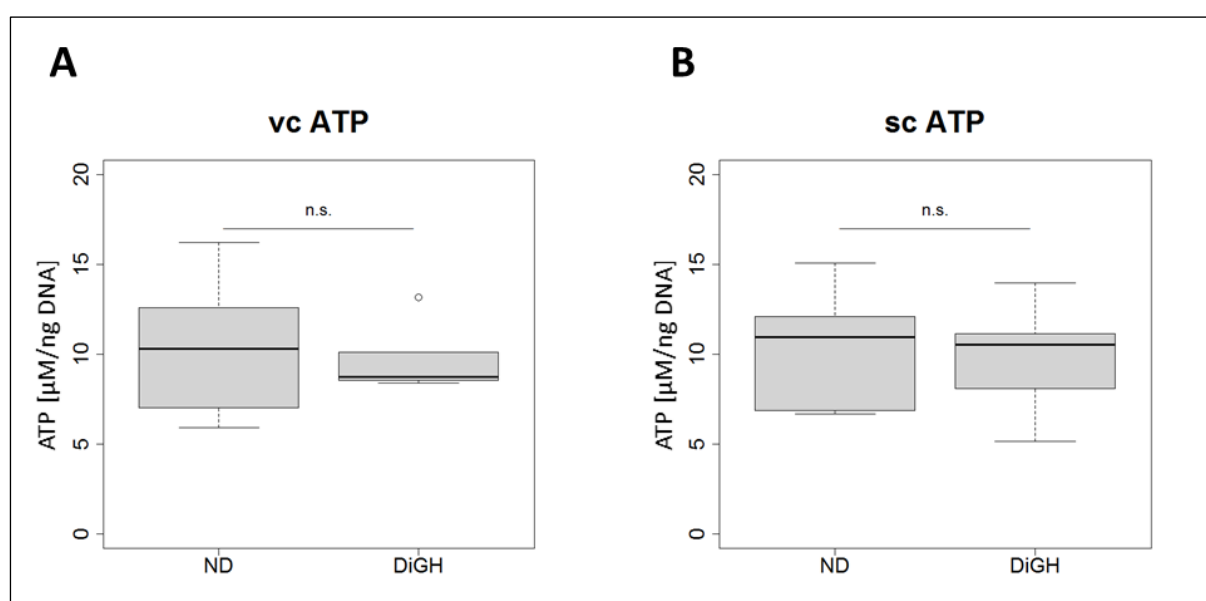 A
vc ATP
ATP [µM/ng DNA]
20
15
10
5
0
n.s.
ND
DiGH
B
sc ATP
ATP [µM/ng DNA]
20
15
10
5
0
n.s.
ND
DiGH